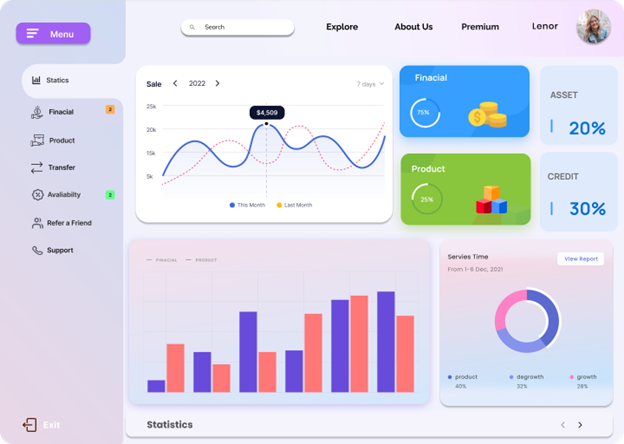 Menu
Search
Explore
About Us
Premium
Lenor
Statics
Finacial
2
Product
Transfer
Avaliabilty
2
Refer a Friend
Support
Exit
Sale
2022
7 days
25k
20k
15k
5k
$4,509
This Month
Last Month
Finacial
75%
Product
25%
ASSET
20%
CREDIT
30%
FINACIAL
PRODUCT
Servies Time
From 1-6 Dec, 2021
View Report
product
40%
degrowth
32%
growth
28%
Statistics